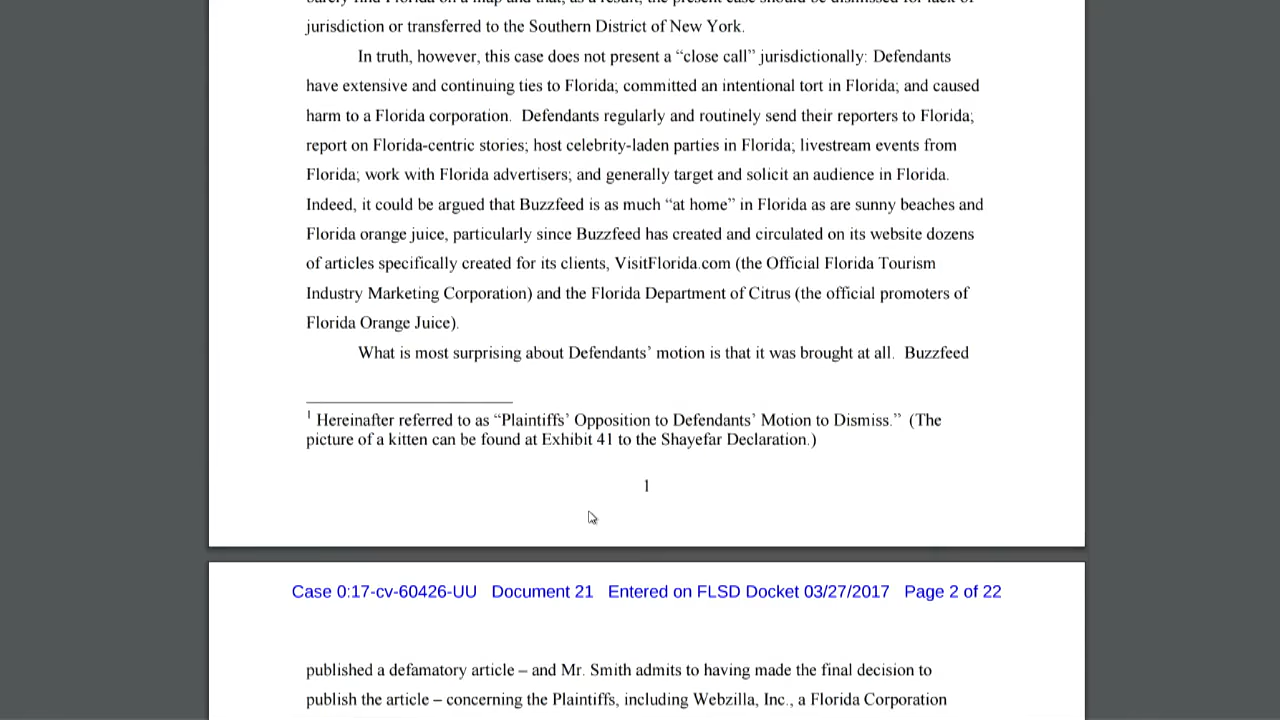 jurisdiction or transferred to the Southern District of New York.
In truth, however, this case does not present a “close call” jurisdictionally: Defendants
have extensive and continuing ties to Florida; committed an intentional tort in Florida; and caused
harm to a Florida corporation.  Defendants regularly and routinely send their reporters to Florida;
report on Florida-centric stories; host celebrity-laden parties in Florida; livestream events from
Florida; work with Florida advertisers; and generally target and solicit an audience in Florida.
Indeed, it could be argued that Buzzfeed is as much “at home” in Florida as are sunny beaches and
Florida orange juice, particularly since Buzzfeed has created and circulated on its website dozens
of articles specifically created for its clients, VisitFlorida.com (the Official Florida Tourism
Industry Marketing Corporation) and the Florida Department of Citrus (the official promoters of
Florida Orange Juice).
What is most surprising about Defendants’ motion is that it was brought at all.  Buzzfeed
1 Hereinafter referred to as “Plaintiffs’ Opposition to Defendants’ Motion to Dismiss.”  (The
picture of a kitten can be found at Exhibit 41 to the Shayefar Declaration.)
1
Case 0:17-cv-60426-UU   Document 21   Entered on FLSD Docket 03/27/2017   Page 2 of 22
published a defamatory article – and Mr. Smith admits to having made the final decision to
publish the article – concerning the Plaintiffs, including Webzilla, Inc., a Florida Corporation